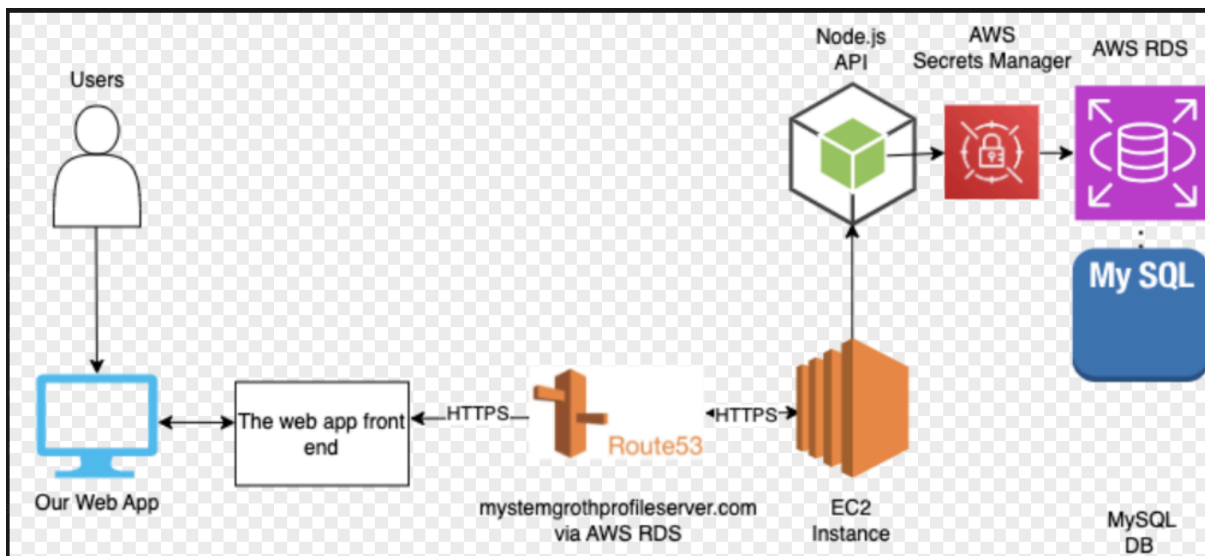 Users
Node.js
API
AWS
Secrets Manager
AWS RDS
My SQL
The web app front
end
HTTPS
Route53
HTTPS
Our Web App
mystemgrothprofileserver.com
via AWS RDS
EC2
Instance
MySQL
DB